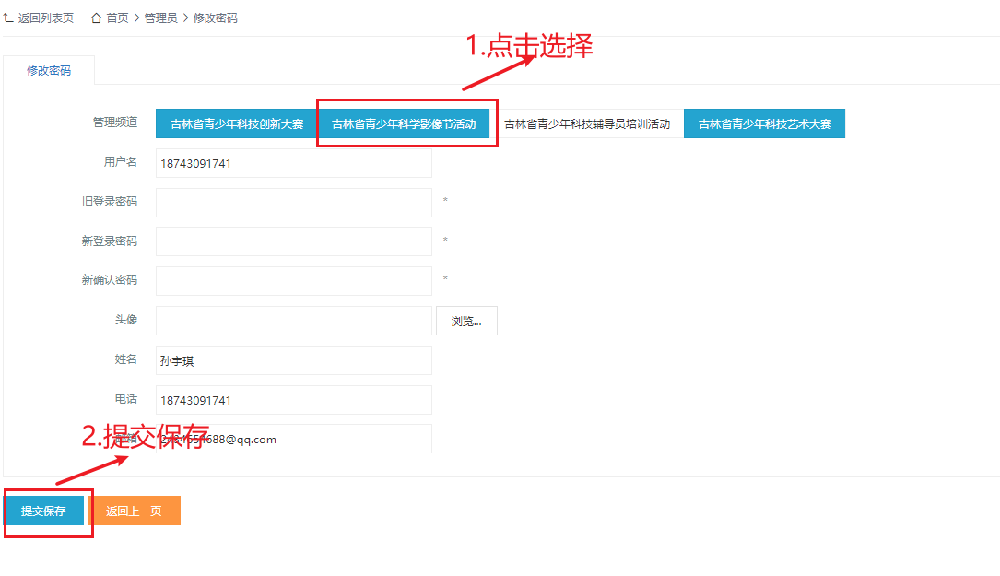 返回列表页 首页 管理员 修改密码
1.点击选择
修改密码
管理频道 吉林省青少年科技创新大赛 吉林省青少年科学影像节活动 吉林省青少年科技辅导员培训活动 吉林省青少年科技艺术大赛
用户名 18743091741
旧登录密码 *
新登录密码 *
新确认密码 *
头像 浏览...
姓名 孙宇琪
电话 18743091741
2.提交保存
邮箱
提交保存 返回上一页